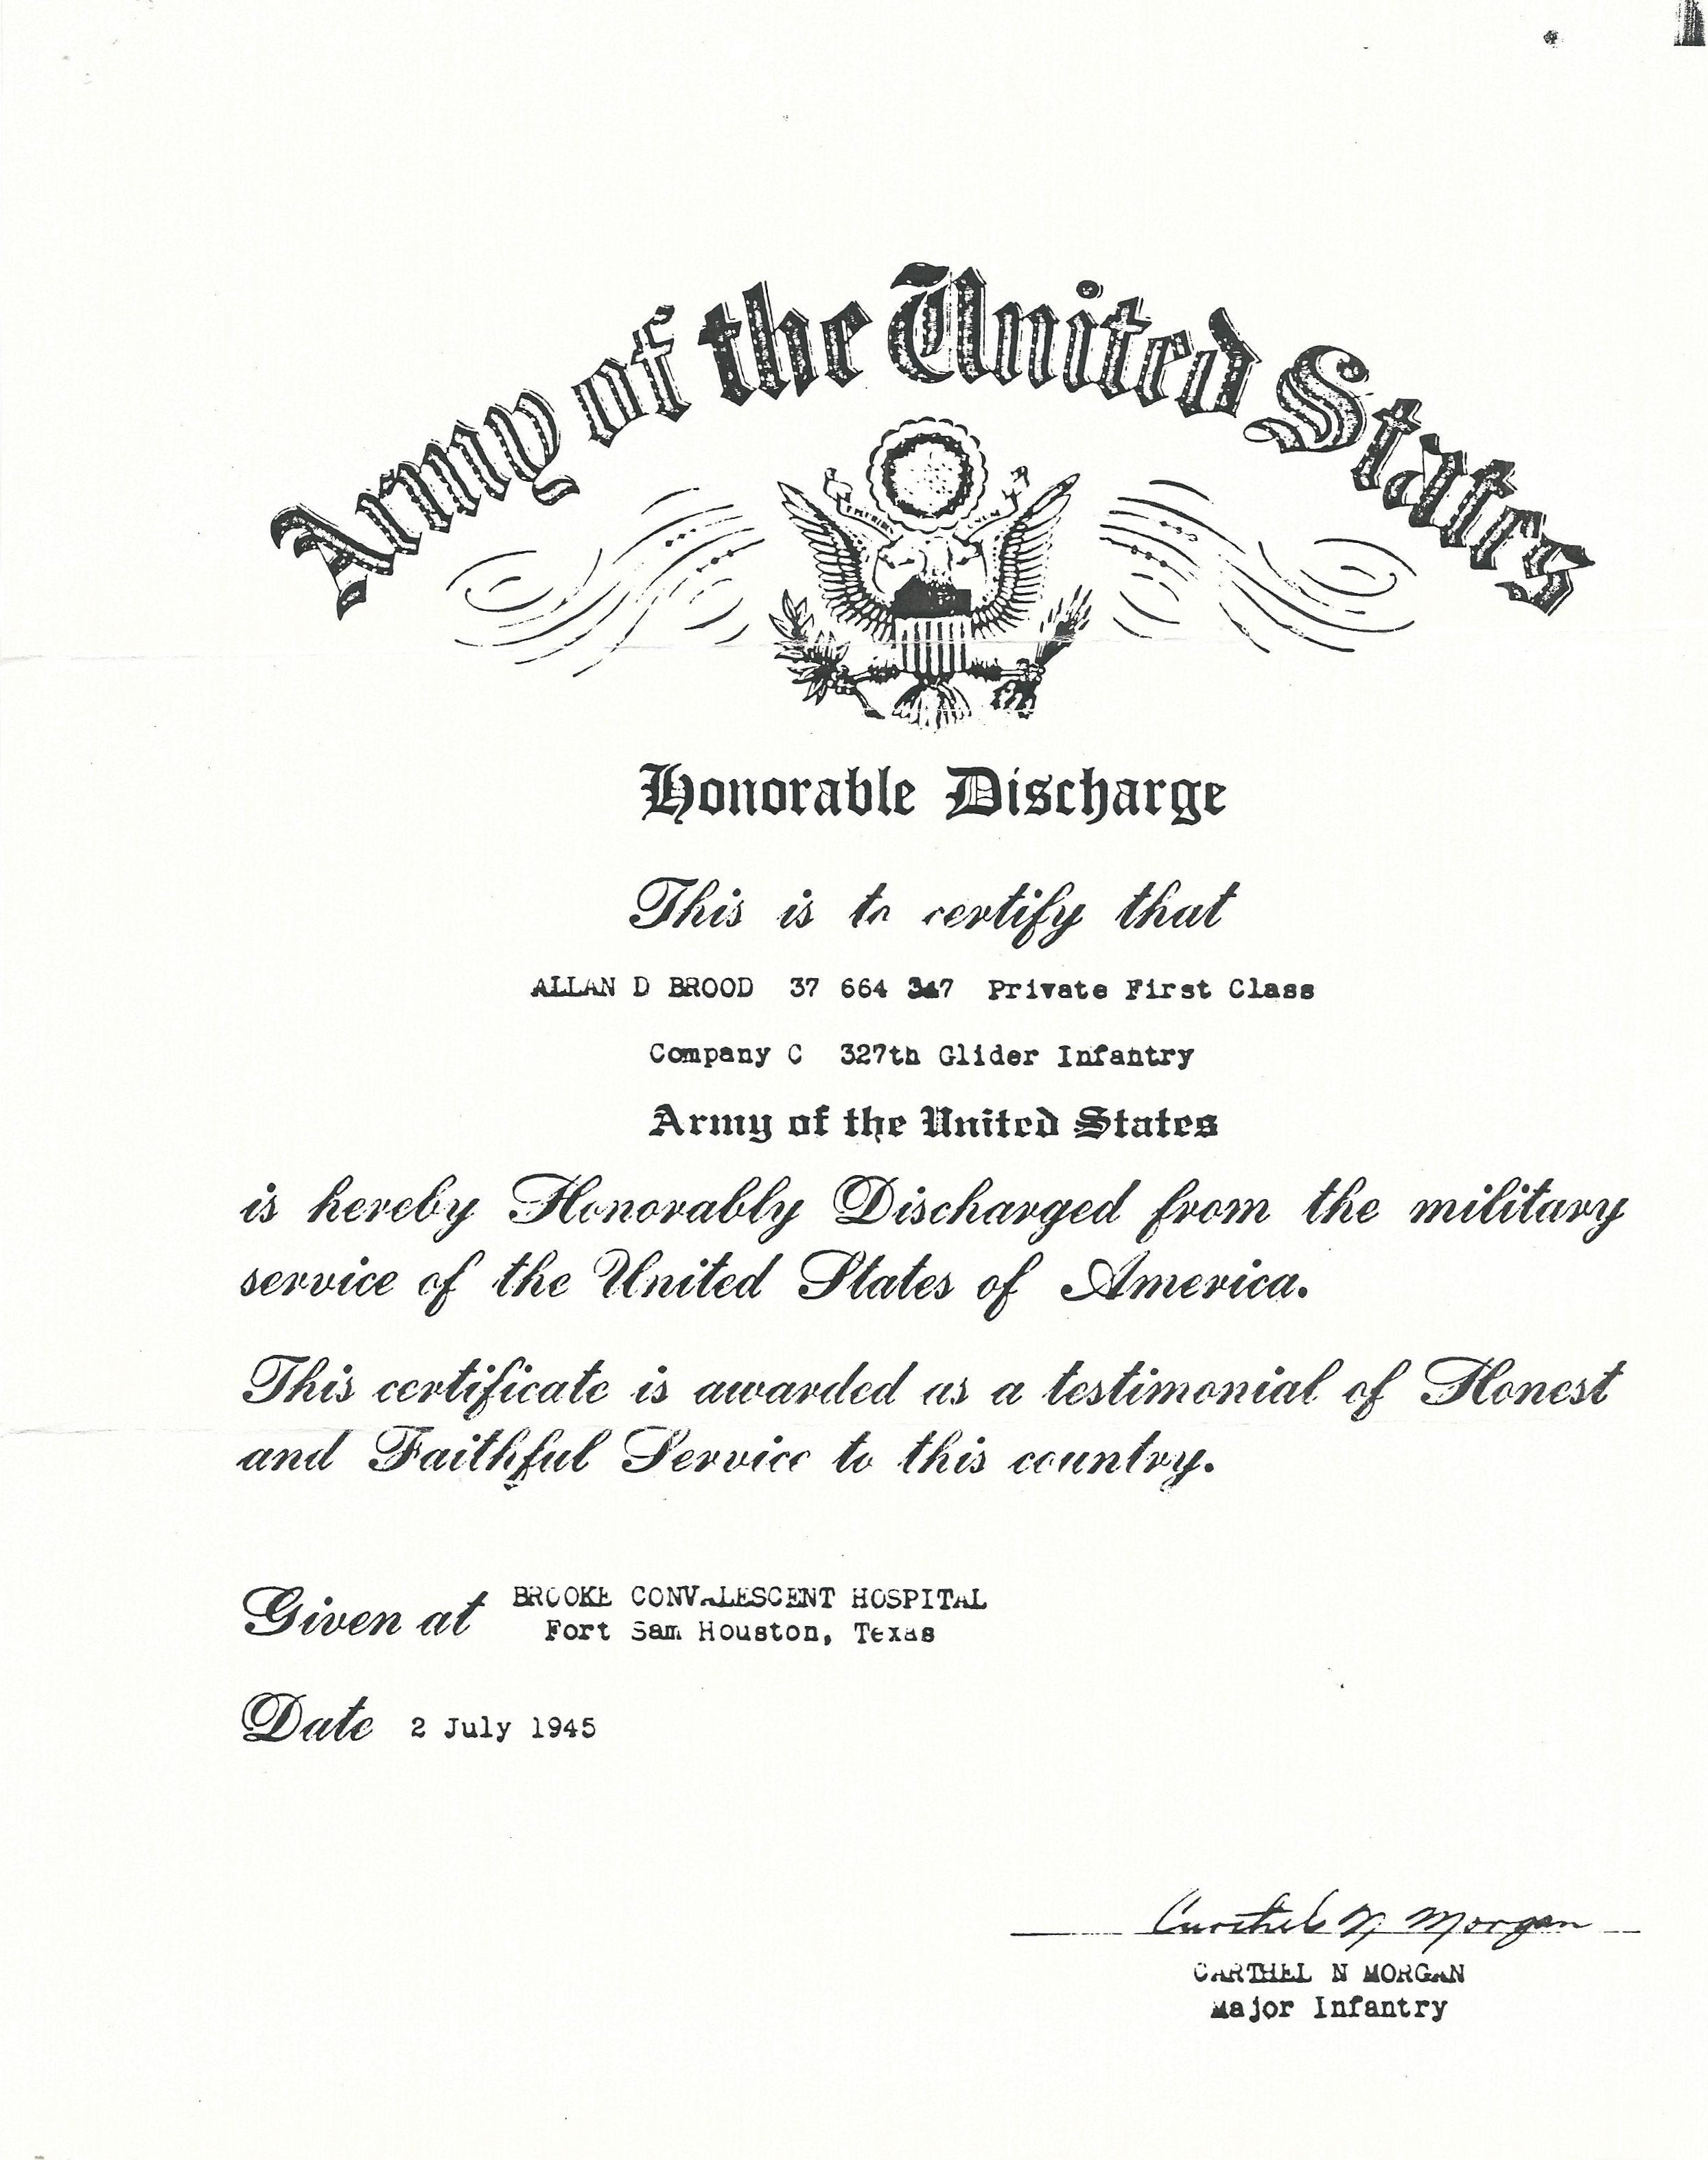 Army of the United States
Honorable Discharge
This is to certify that
ALLAN D BROOD 37 664 347 Private First Class
Company C 327th Glider Infantry
Army of the United States
is hereby Honorably Discharged from the military
service of the United States of America.
This certificate is awarded as a testimonial of Honest
and Faithful Service to this country.
Given at BROOKE CONVALESCENT HOSPITAL
Fort Sam Houston, Texas
Date 2 July 1945
Carthel N. Morgan
CARTHEL N MORGAN
Major Infantry